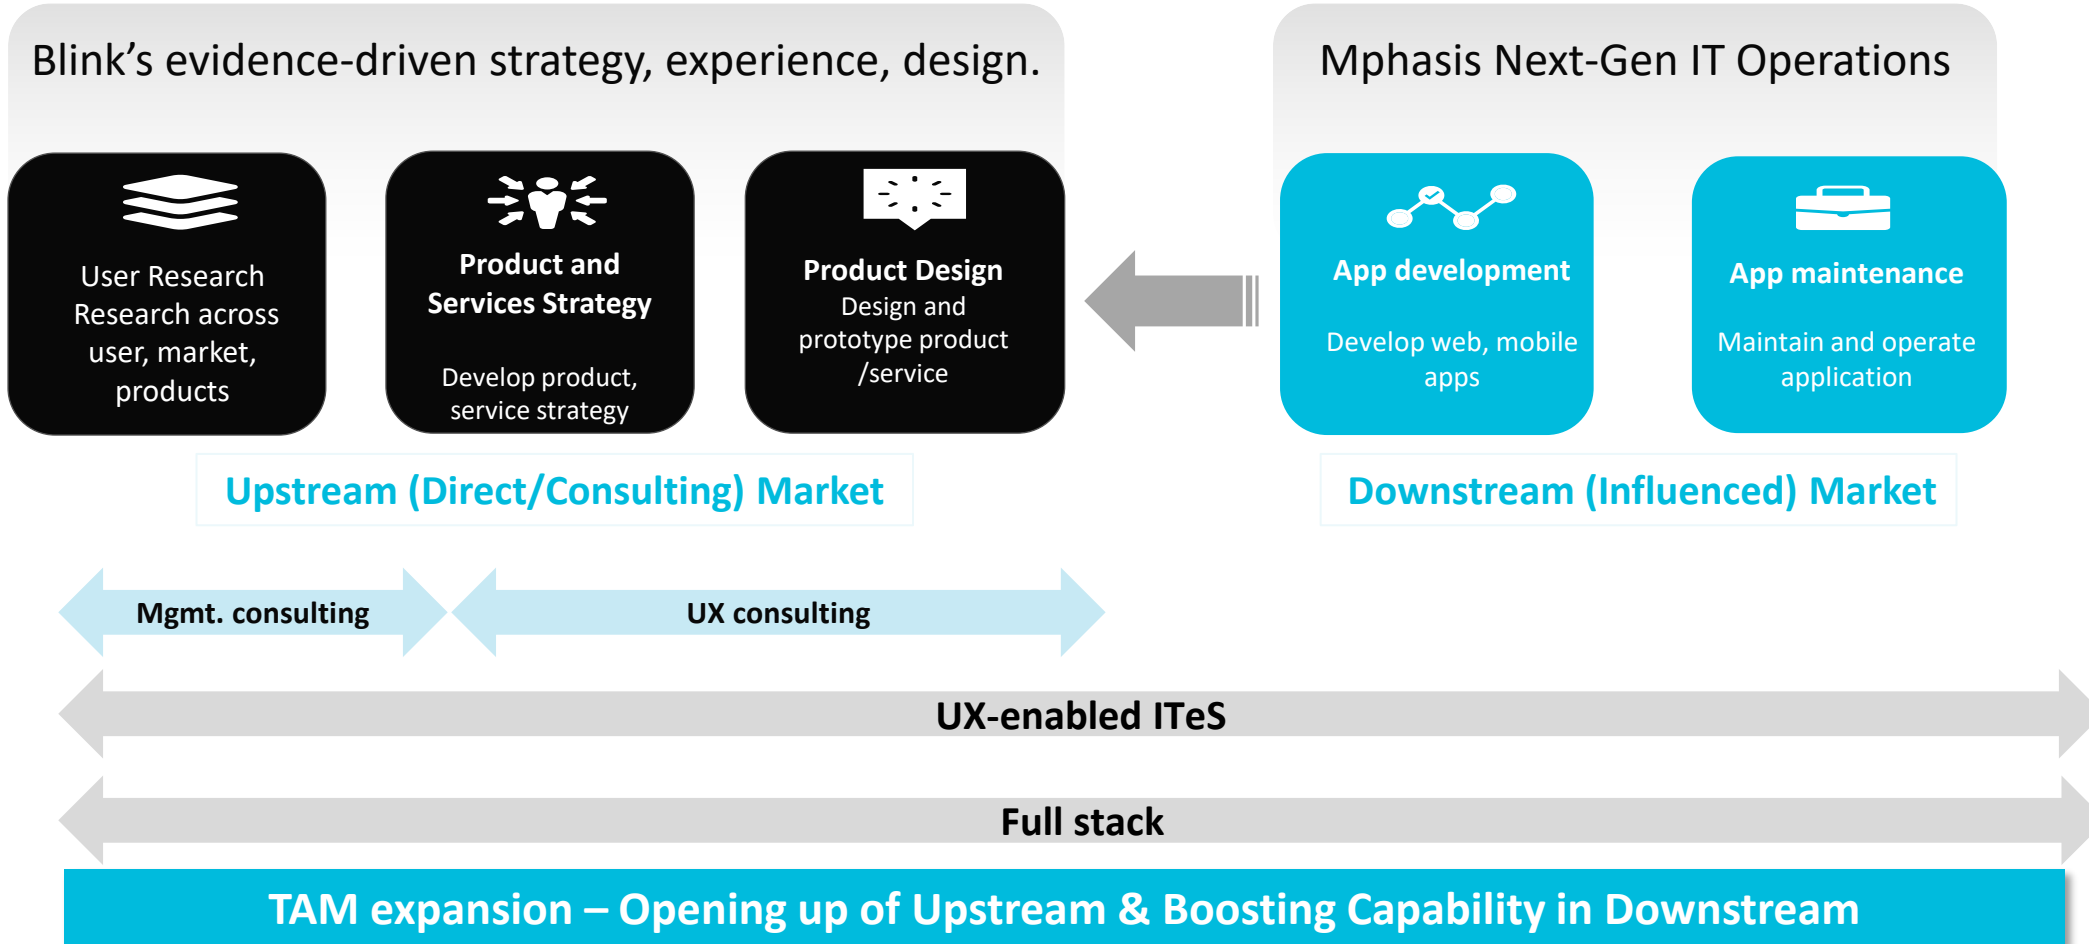 Blink’s evidence-driven strategy, experience, design.
Mphasis Next-Gen IT Operations
User Research
Research across
user, market,
products
Product and
Services Strategy
Develop product,
service strategy
Product Design
Design and
prototype product
/service
App development
Develop web, mobile
apps
App maintenance
Maintain and operate
application
Upstream (Direct/Consulting) Market
Downstream (Influenced) Market
Mgmt. consulting
UX consulting
UX-enabled ITeS
Full stack
TAM expansion – Opening up of Upstream & Boosting Capability in Downstream